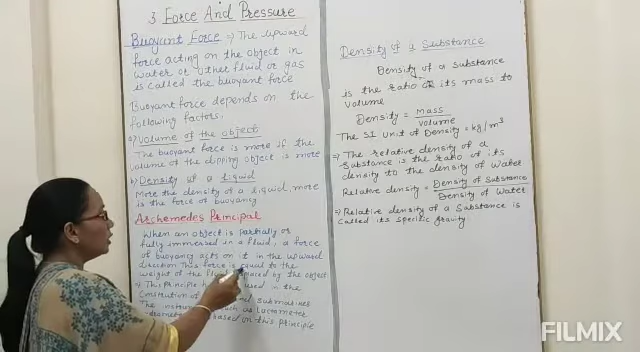 3 Force And Pressure
Buoyant Force ⇒ The upward
force acting on the object in
water or other fluid or gas
is called the buoyant force
Buoyant force depends on the
following factors.
a) Volume of the object
The buoyant force is more if the
volume of the dipping object is more
b) Density of a liquid
More the density of a liquid, more
is the force of buoyancy
Archemedes Principal
When an object is partially or
fully immersed in a fluid, a force
of buoyancy acts on it in the upward
direction This force is equal to the
weight of the fluid displaced by the object
⇒ This Principle used in the
and submarines
The such as Lactometer
based on this principle
Density of a Substance
Density of a substance
is the ratio of its mass to
volume
Density = mass
volume
The SI unit of Density = kg/m³
⇒ The relative density of a
substance is the ratio of its
density to the density of water
Relative density = Density of substance
Density of water
⇒ Relative density of a substance is
called its specific gravity
FILMIX